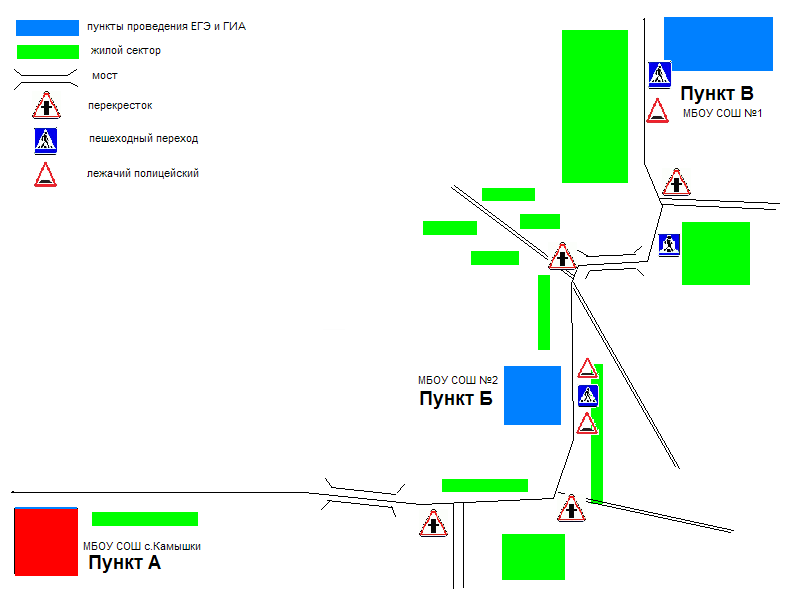 пункты проведения ЕГЭ и ГИА
жилой сектор
мост
перекресток
пешеходный переход
лежачий полицейский
Пункт В
МБОУ СОШ №1
МБОУ СОШ №2
Пункт Б
МБОУ СОШ с.Камышки
Пункт А